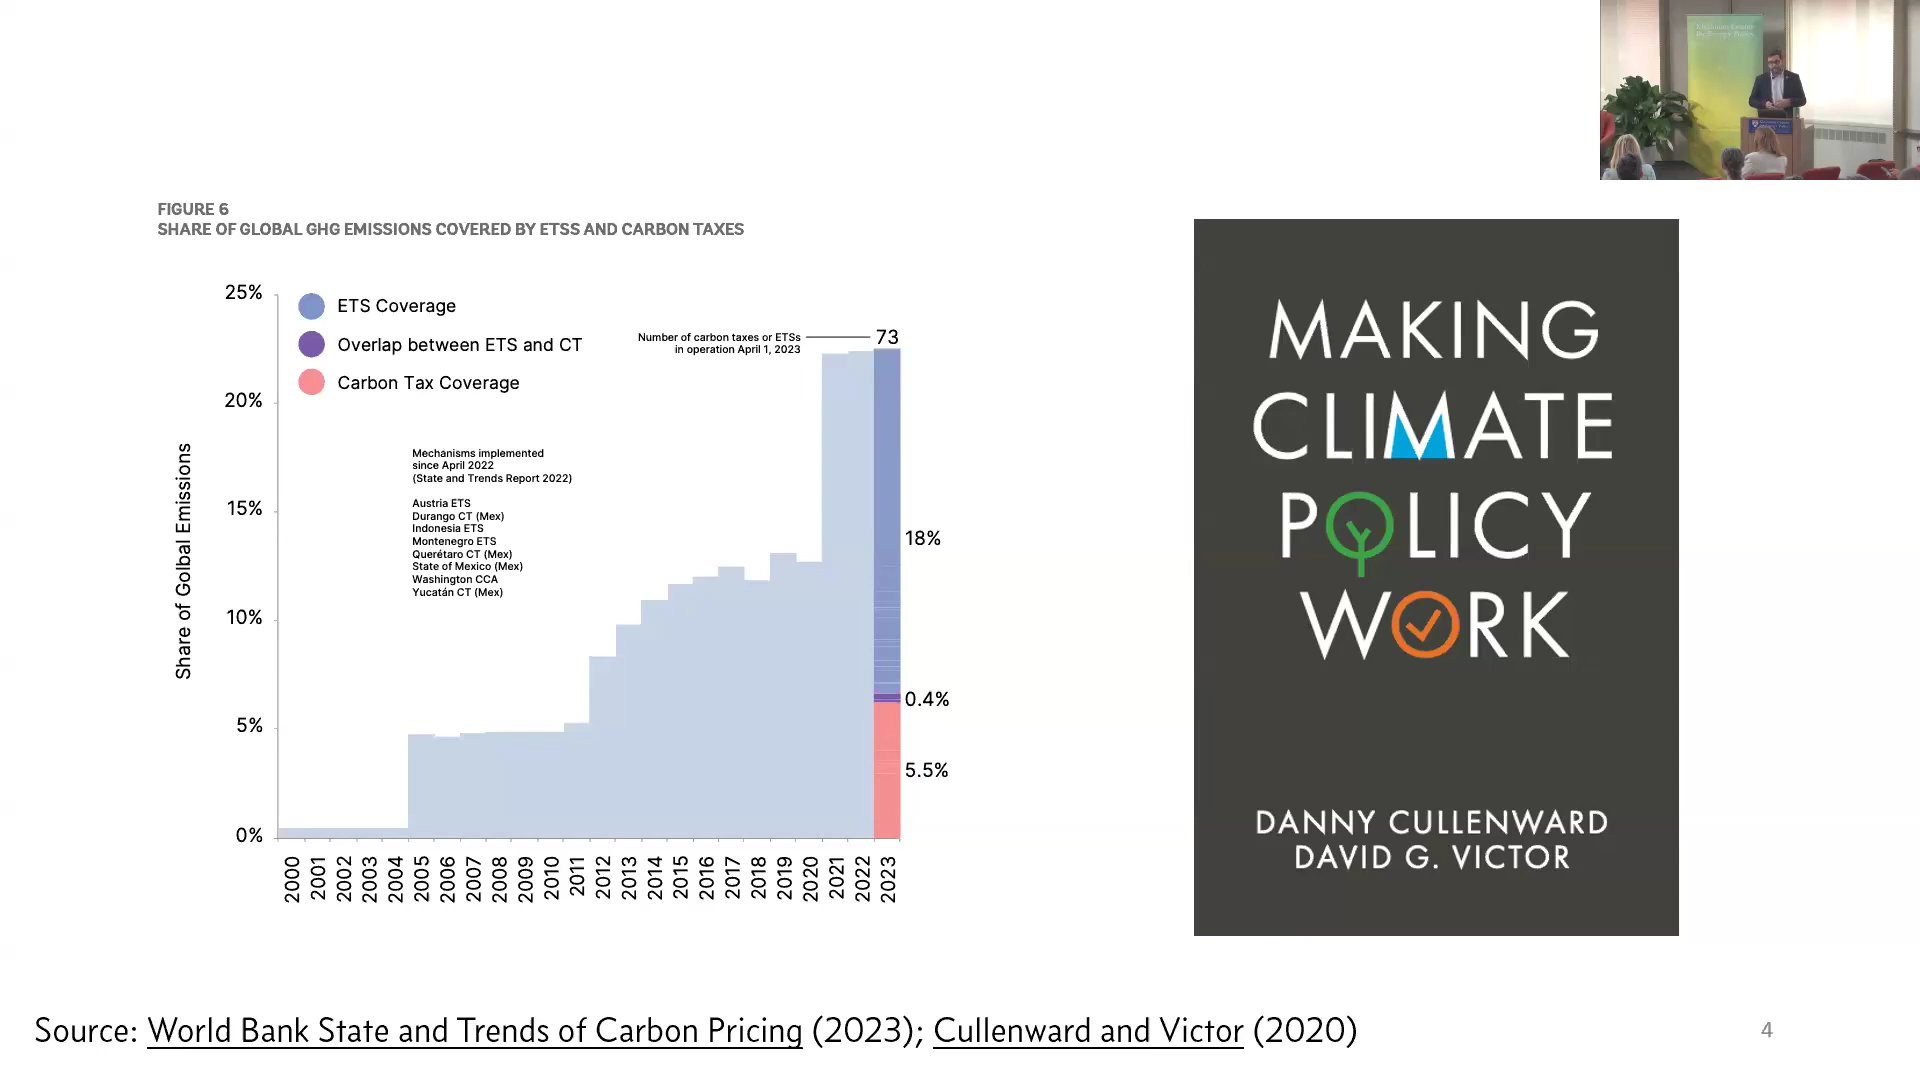 FIGURE 6
SHARE OF GLOBAL GHG EMISSIONS COVERED BY ETSS AND CARBON TAXES
25%
20%
15%
10%
5%
0%
Share of Golbal Emissions
ETS Coverage
Overlap between ETS and CT
Carbon Tax Coverage
Number of carbon taxes or ETSs
in operation April 1, 2023
73
Mechanisms implemented
since April 2022
(State and Trends Report 2022)
Austria ETS
Durango CT (Mex)
Indonesia ETS
Montenegro ETS
Querétaro CT (Mex)
State of Mexico (Mex)
Washington CCA
Yucatán CT (Mex)
18%
0.4%
5.5%
2000
2001
2002
2003
2004
2005
2006
2007
2008
2009
2010
2011
2012
2013
2014
2015
2016
2017
2018
2019
2020
2021
2022
2023
MAKING
CLIMATE
POLICY
WORK
DANNY CULLENWARD
DAVID G. VICTOR
Source: World Bank State and Trends of Carbon Pricing (2023); Cullenward and Victor (2020)
4